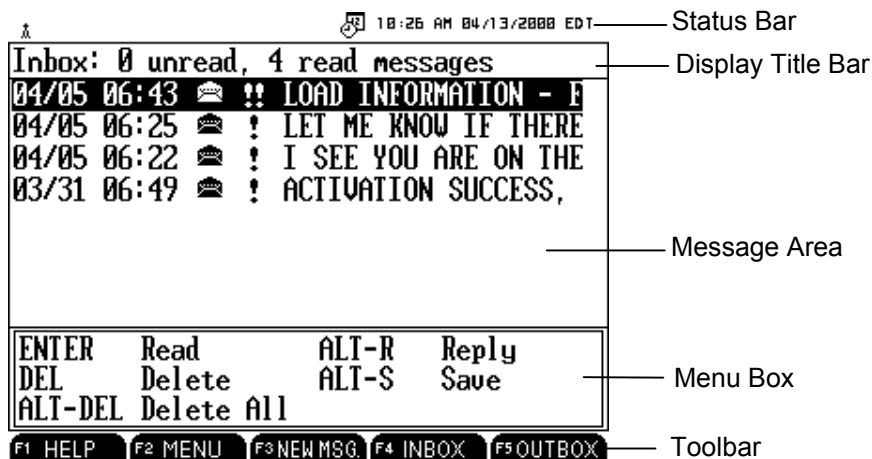 10:26 AM 04/13/2000 EDT Status Bar
Inbox: 0 unread, 4 read messages Display Title Bar
04/05 06:43 !! LOAD INFORMATION - F
04/05 06:25 ! LET ME KNOW IF THERE
04/05 06:22 ! I SEE YOU ARE ON THE
03/31 06:49 ! ACTIVATION SUCCESS,
Message Area
ENTER Read ALT-R Reply
DEL Delete ALT-S Save
Menu Box
ALT-DEL Delete All
F1 HELP F2 MENU F3 NEW MSG. F4 INBOX F5 OUTBOX Toolbar